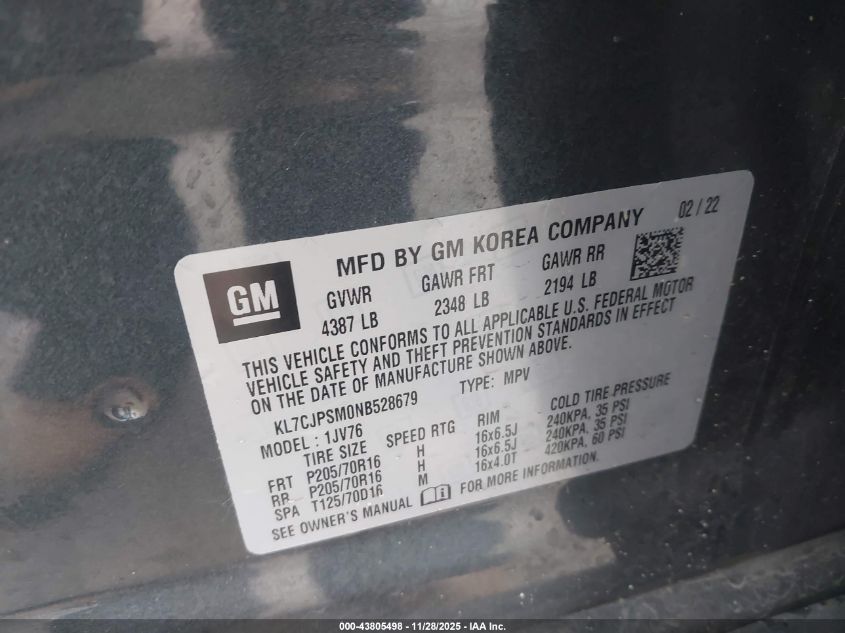 GM
MFD BY GM KOREA COMPANY 02 / 22
GVWR GAWR FRT GAWR RR
4387 LB 2348 LB 2194 LB
THIS VEHICLE CONFORMS TO ALL APPLICABLE U.S. FEDERAL MOTOR
VEHICLE SAFETY AND THEFT PREVENTION STANDARDS IN EFFECT
ON THE DATE OF MANUFACTURE SHOWN ABOVE.
KL7CJPSM0NB528679 TYPE: MPV
MODEL : 1JV76
TIRE SIZE SPEED RTG RIM COLD TIRE PRESSURE
FRT P205/70R16 H 16x6.5J 240KPA, 35 PSI
RR P205/70R16 H 16x6.5J 240KPA, 35 PSI
SPA T125/70D16 M 16x4.0T 420KPA, 60 PSI
SEE OWNER'S MANUAL FOR MORE INFORMATION.
000-43805498 - 11/28/2025 - IAA Inc.